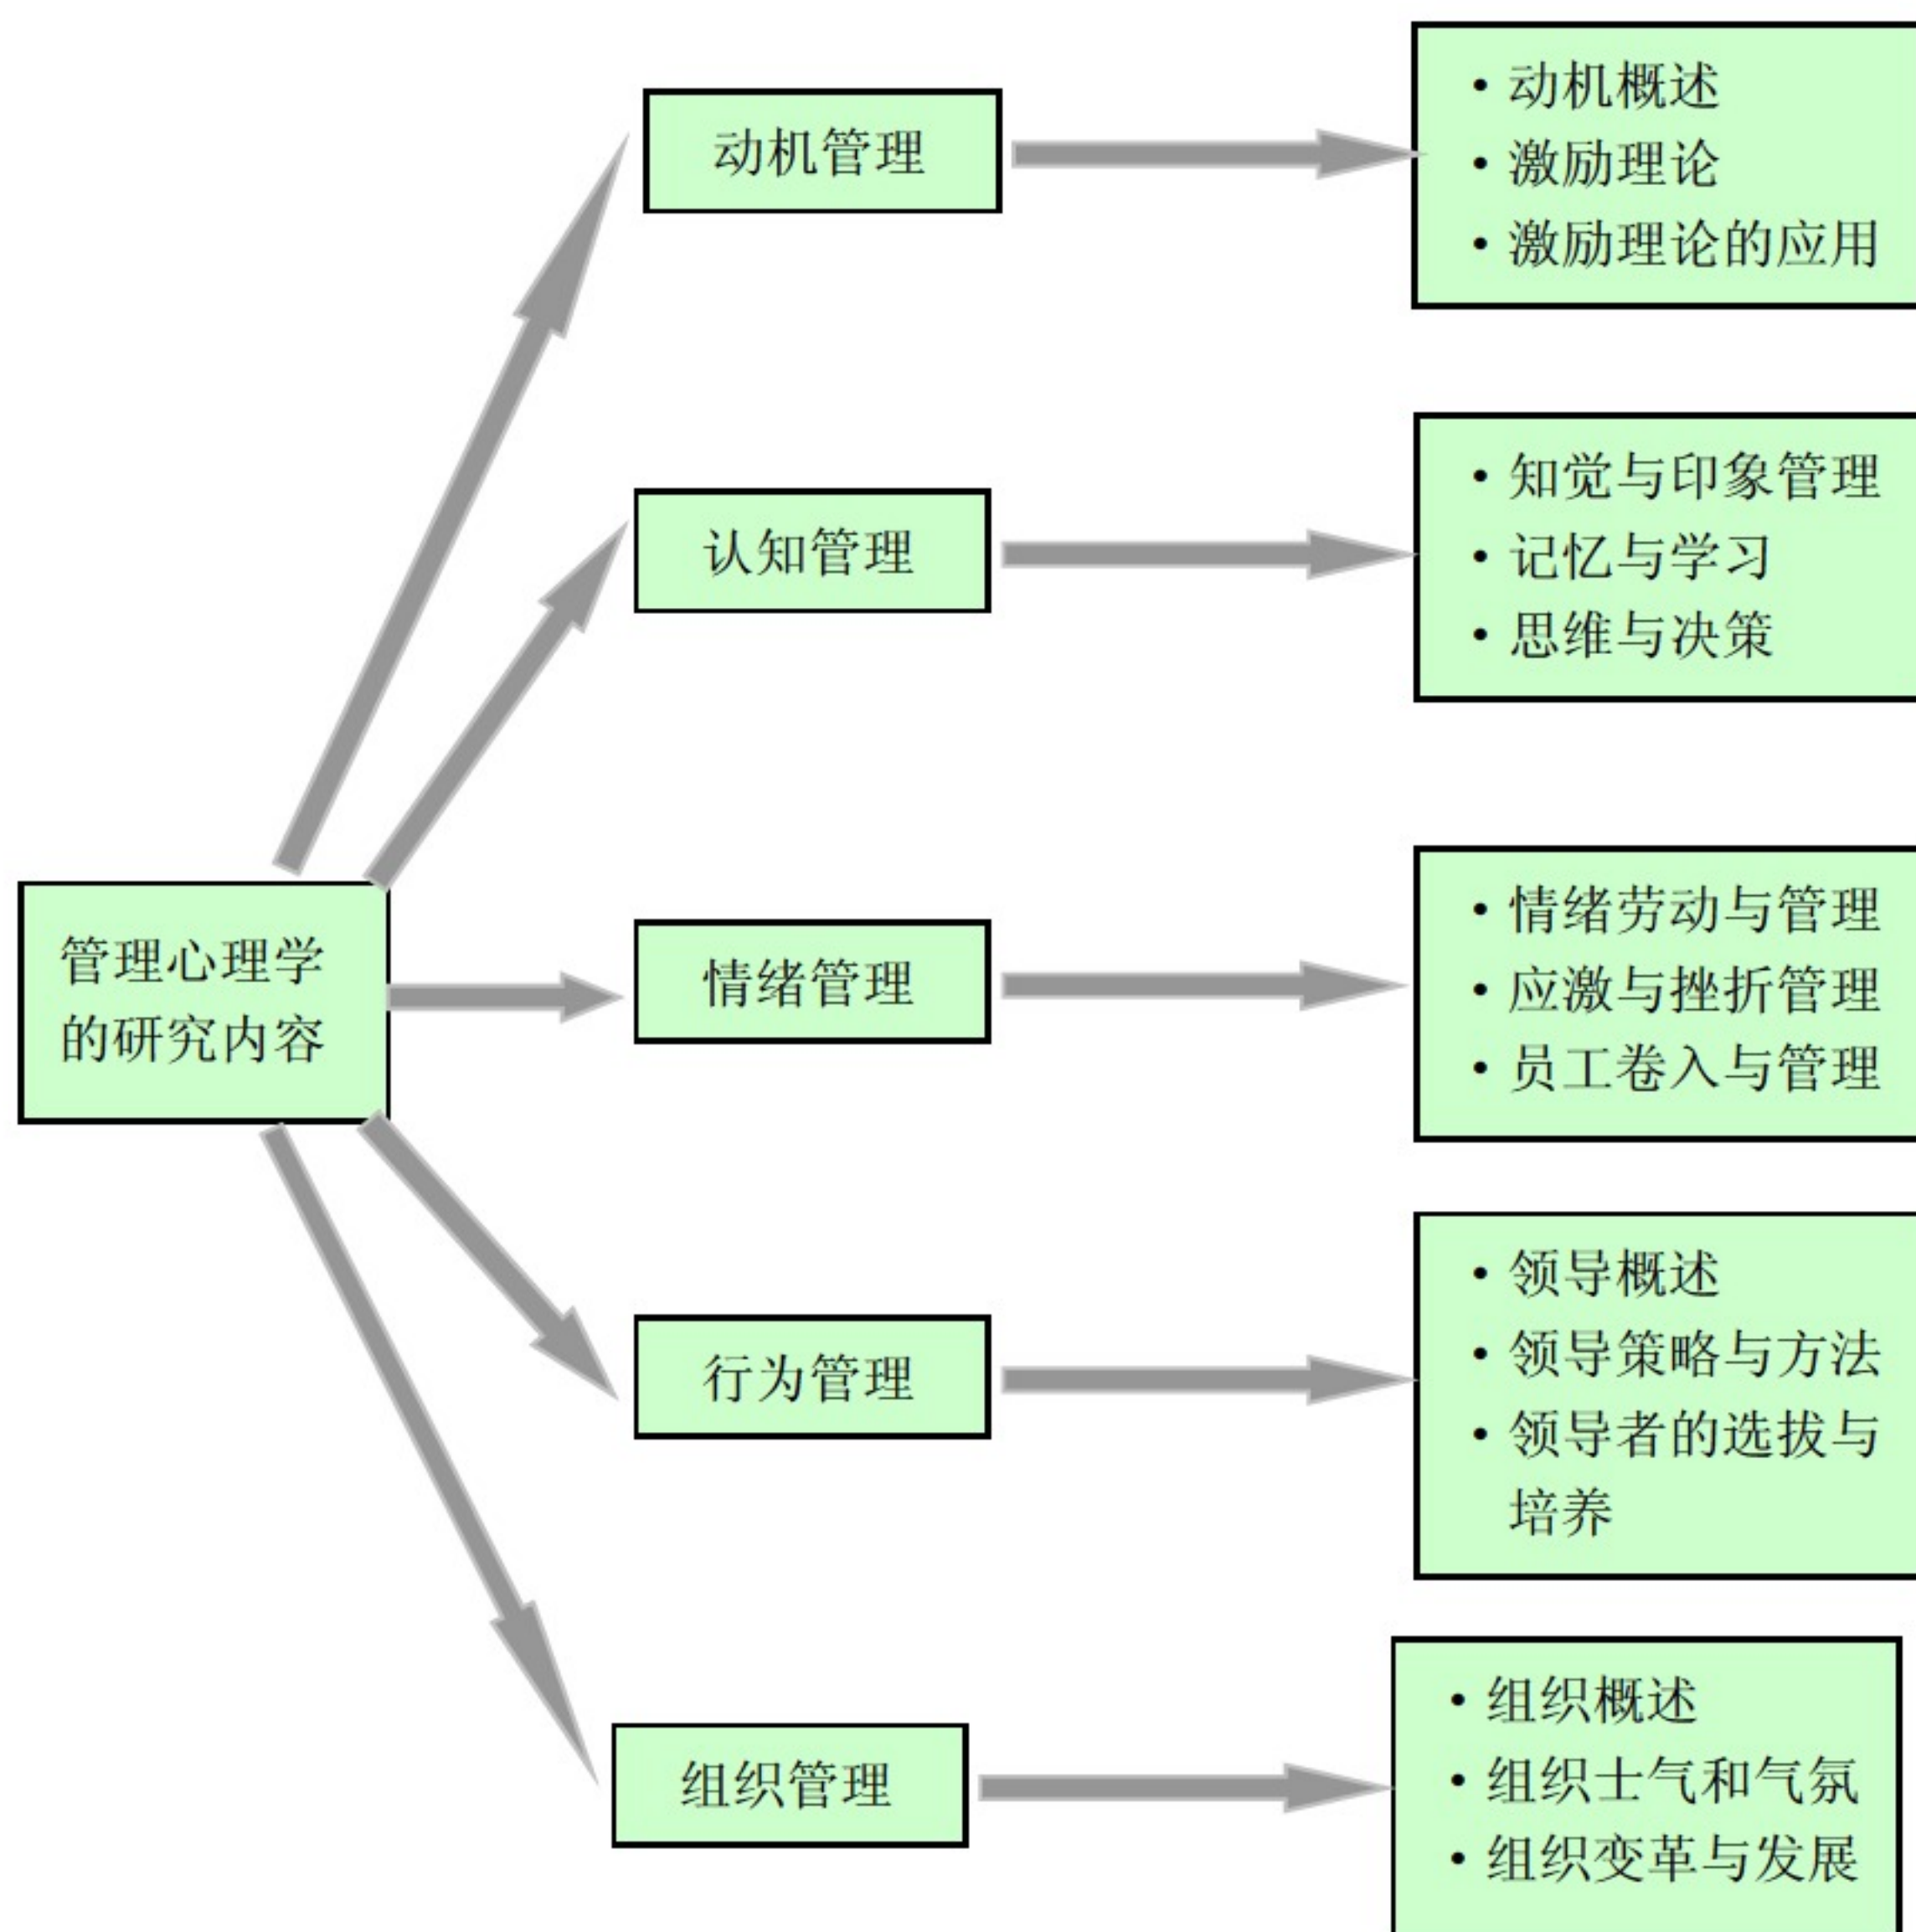 管理心理学
的研究内容
动机管理
• 动机概述
• 激励理论
• 激励理论的应用
认知管理
• 知觉与印象管理
• 记忆与学习
• 思维与决策
情绪管理
• 情绪劳动与管理
• 应激与挫折管理
• 员工卷入与管理
行为管理
• 领导概述
• 领导策略与方法
• 领导者的选拔与
培养
组织管理
• 组织概述
• 组织士气和气氛
• 组织变革与发展